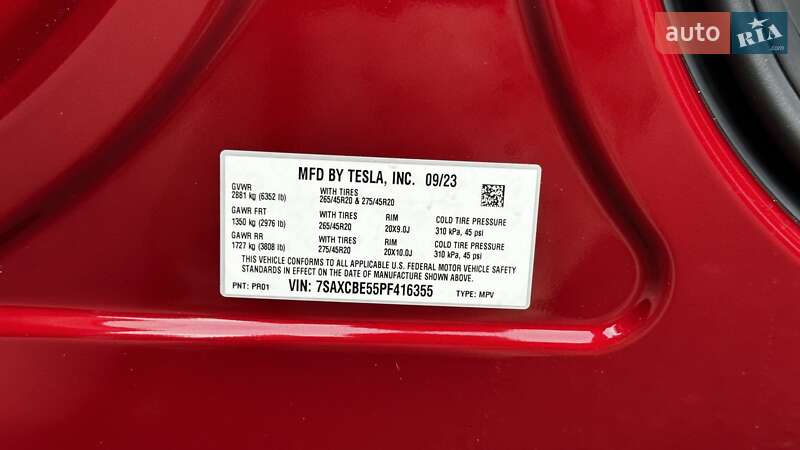 auto RIA.com
MFD BY TESLA, INC. 09/23
GVWR
2881 kg (6352 lb)
WITH TIRES
265/45R20 & 275/45R20
GAWR FRT
1350 kg (2976 lb)
WITH TIRES
265/45R20
RIM
20X9.0J
COLD TIRE PRESSURE
310 kPa, 45 psi
GAWR RR
1727 kg (3808 lb)
WITH TIRES
275/45R20
RIM
20X10.0J
COLD TIRE PRESSURE
310 kPa, 45 psi
THIS VEHICLE CONFORMS TO ALL APPLICABLE U.S. FEDERAL MOTOR VEHICLE SAFETY
STANDARDS IN EFFECT ON THE DATE OF MANUFACTURE SHOWN ABOVE.
PNT: PR01 VIN: 7SAXCBE55PF416355 TYPE: MPV